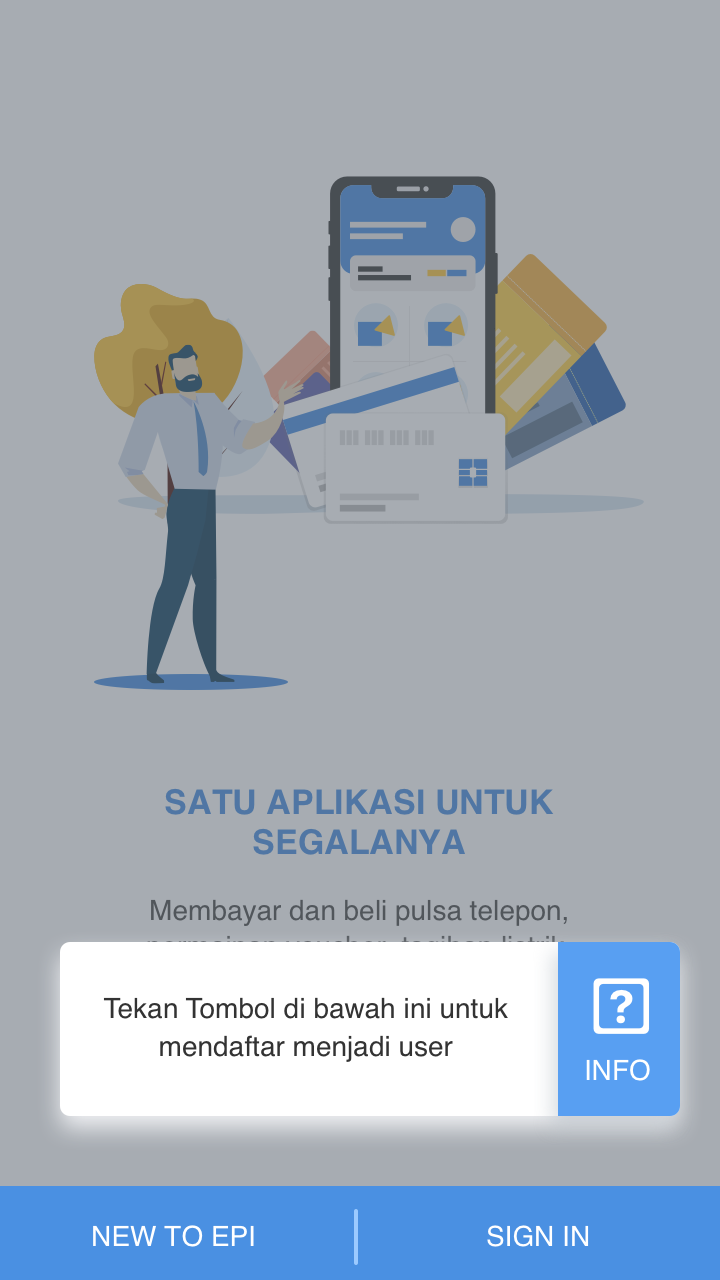 SATU APLIKASI UNTUK
SEGALANYA
Membayar dan beli pulsa telepon,
Tekan Tombol di bawah ini untuk
mendaftar menjadi user
?
INFO
NEW TO EPI
SIGN IN